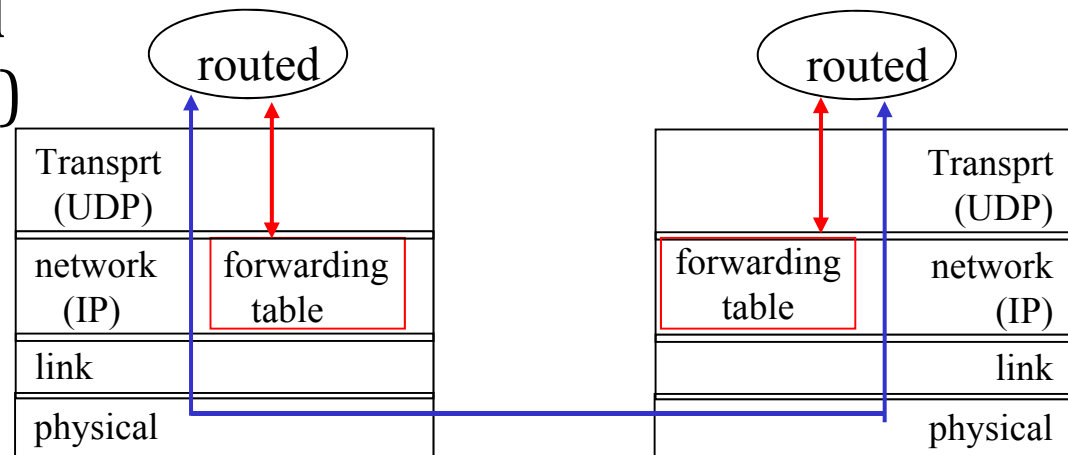 routed
Transprt
(UDP)
network
(IP)
forwarding
table
link
physical
routed
Transprt
(UDP)
forwarding
table
network
(IP)
link
physical